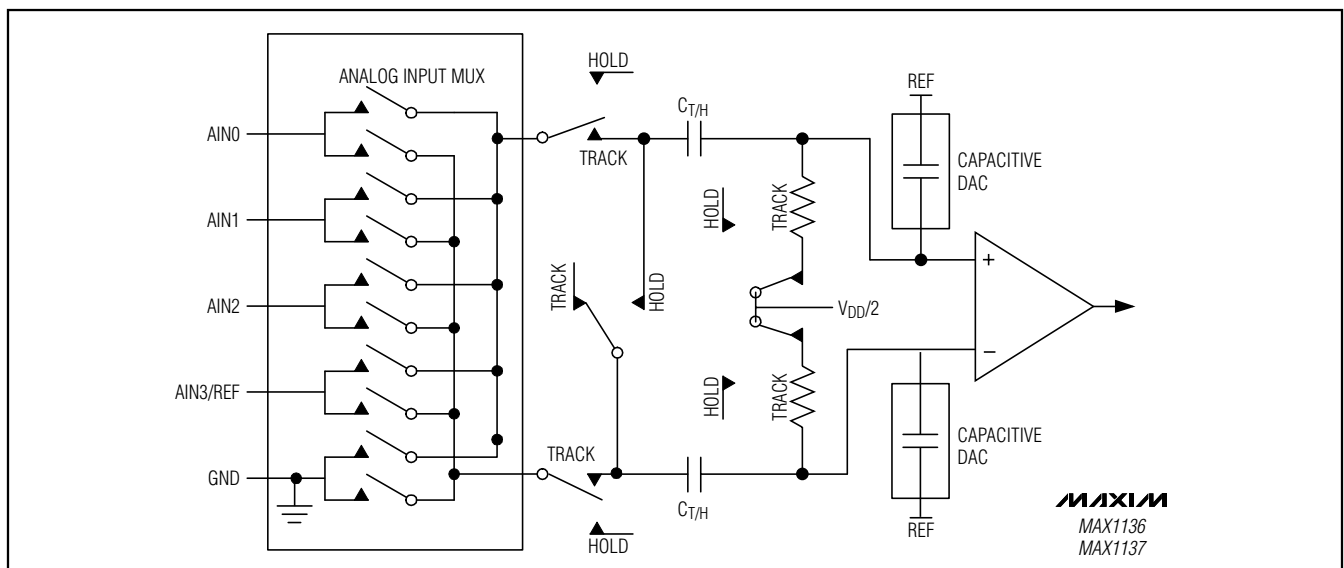 ANALOG INPUT MUX
AIN0
AIN1
AIN2
AIN3/REF
GND
HOLD
TRACK
C_T/H
HOLD
TRACK
REF
CAPACITIVE
DAC
TRACK
HOLD
V_DD/2
+
−
HOLD
TRACK
TRACK
HOLD
C_T/H
CAPACITIVE
DAC
REF
MAXIM
MAX1136
MAX1137